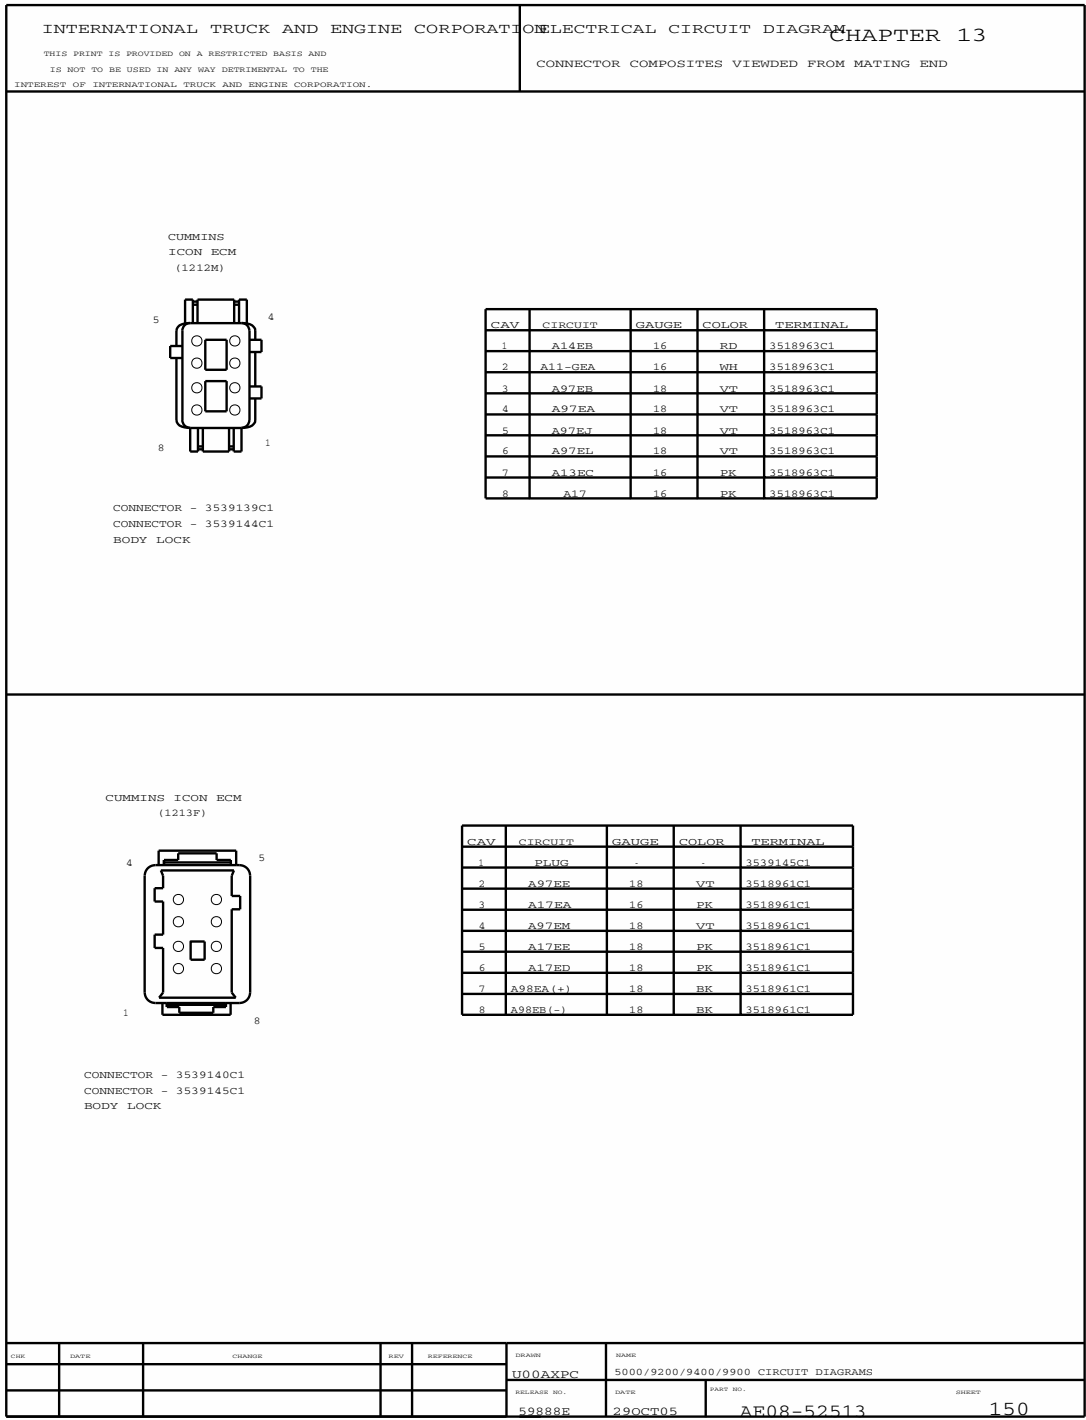 INTERNATIONAL TRUCK AND ENGINE CORPORATION
THIS PRINT IS PROVIDED ON A RESTRICTED BASIS AND
IS NOT TO BE USED IN ANY WAY DETRIMENTAL TO THE
INTEREST OF INTERNATIONAL TRUCK AND ENGINE CORPORATION.
ELECTRICAL CIRCUIT DIAGRAM
CHAPTER 13
CONNECTOR COMPOSITES VIEWDED FROM MATING END
CUMMINS
ICON ECM
(1212M)
5 4
8 1
CONNECTOR - 3539139C1
CONNECTOR - 3539144C1
BODY LOCK
CAV CIRCUIT GAUGE COLOR TERMINAL
1 A14EB 16 RD 3518963C1
2 A11-GEA 16 WH 3518963C1
3 A97EB 18 VT 3518963C1
4 A97EA 18 VT 3518963C1
5 A97EJ 18 VT 3518963C1
6 A97EL 18 VT 3518963C1
7 A13EC 16 PK 3518963C1
8 A17 16 PK 3518963C1
CUMMINS ICON ECM
(1213F)
4 5
1 8
CONNECTOR - 3539140C1
CONNECTOR - 3539145C1
BODY LOCK
CAV CIRCUIT GAUGE COLOR TERMINAL
1 PLUG - - 3539145C1
2 A97EE 18 VT 3518961C1
3 A17EA 16 PK 3518961C1
4 A97EM 18 VT 3518961C1
5 A17EE 18 PK 3518961C1
6 A17ED 18 PK 3518961C1
7 A98EA(+) 18 BK 3518961C1
8 A98EB(-) 18 BK 3518961C1
CHK DATE CHANGE REV REFERENCE
DRAWN
U00AXPC
NAME
5000/9200/9400/9900 CIRCUIT DIAGRAMS
RELEASE NO.
59888E
DATE
29OCT05
PART NO.
AE08-52513
SHEET
150